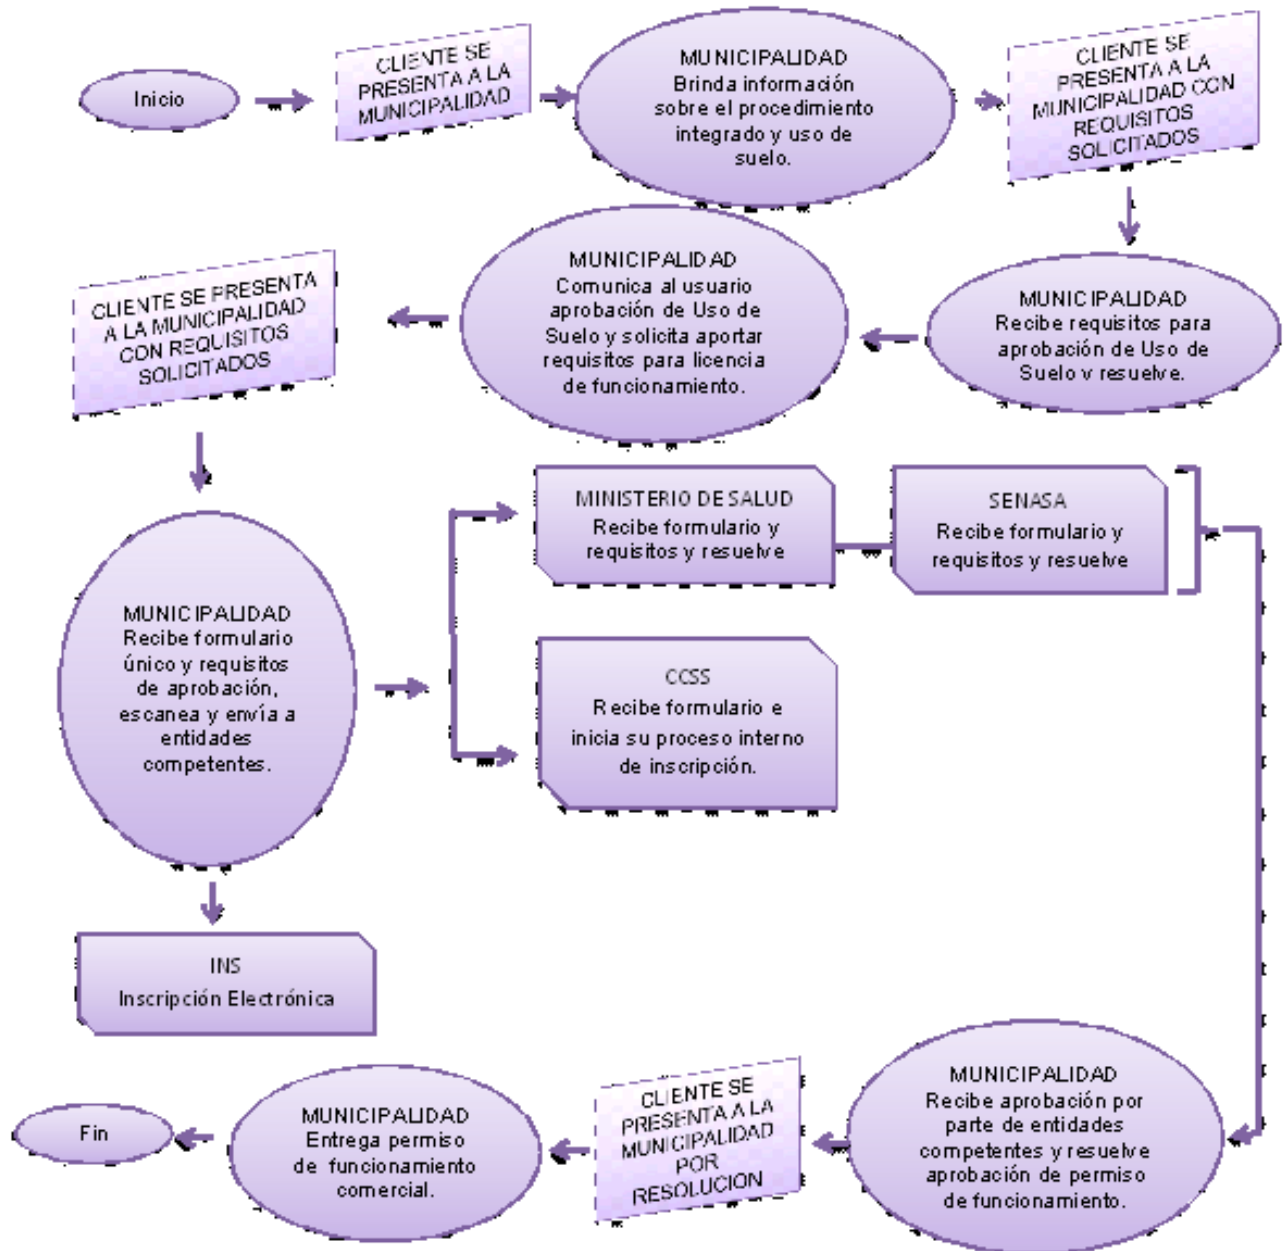 Inicio
CLIENTE SE
PRESENTA A LA
MUNICIPALIDAD
MUNICIPALIDAD
Brinda información
sobre el procedimiento
integrado y uso de
suelo.
CLIENTE SE
PRESENTA A LA
MUNICIPALIDAD CON
REQUISITOS
SOLICITADOS
MUNICIPALIDAD
Recibe requisitos para
aprobación de Uso de
Suelo y resuelve.
MUNICIPALIDAD
Comunica al usuario
aprobación de Uso de
Suelo y solicita aportar
requisitos para licencia
de funcionamiento.
CLIENTE SE PRESENTA
A LA MUNICIPALIDAD
CON REQUISITOS
SOLICITADOS
MUNICIPALIDAD
Recibe formulario
único y requisitos
de aprobación,
escanea y envía a
entidades
competentes.
MINISTERIO DE SALUD
Recibe formulario y
requisitos y resuelve
SENASA
Recibe formulario y
requisitos y resuelve
CCSS
Recibe formulario e
inicia su proceso interno
de inscripción.
INS
Inscripción Electrónica
MUNICIPALIDAD
Recibe aprobación por
parte de entidades
competentes y resuelve
aprobación de permiso
de funcionamiento.
CLIENTE SE
PRESENTA A LA
MUNICIPALIDAD
POR
RESOLUCION
MUNICIPALIDAD
Entrega permiso
de funcionamiento
comercial.
Fin